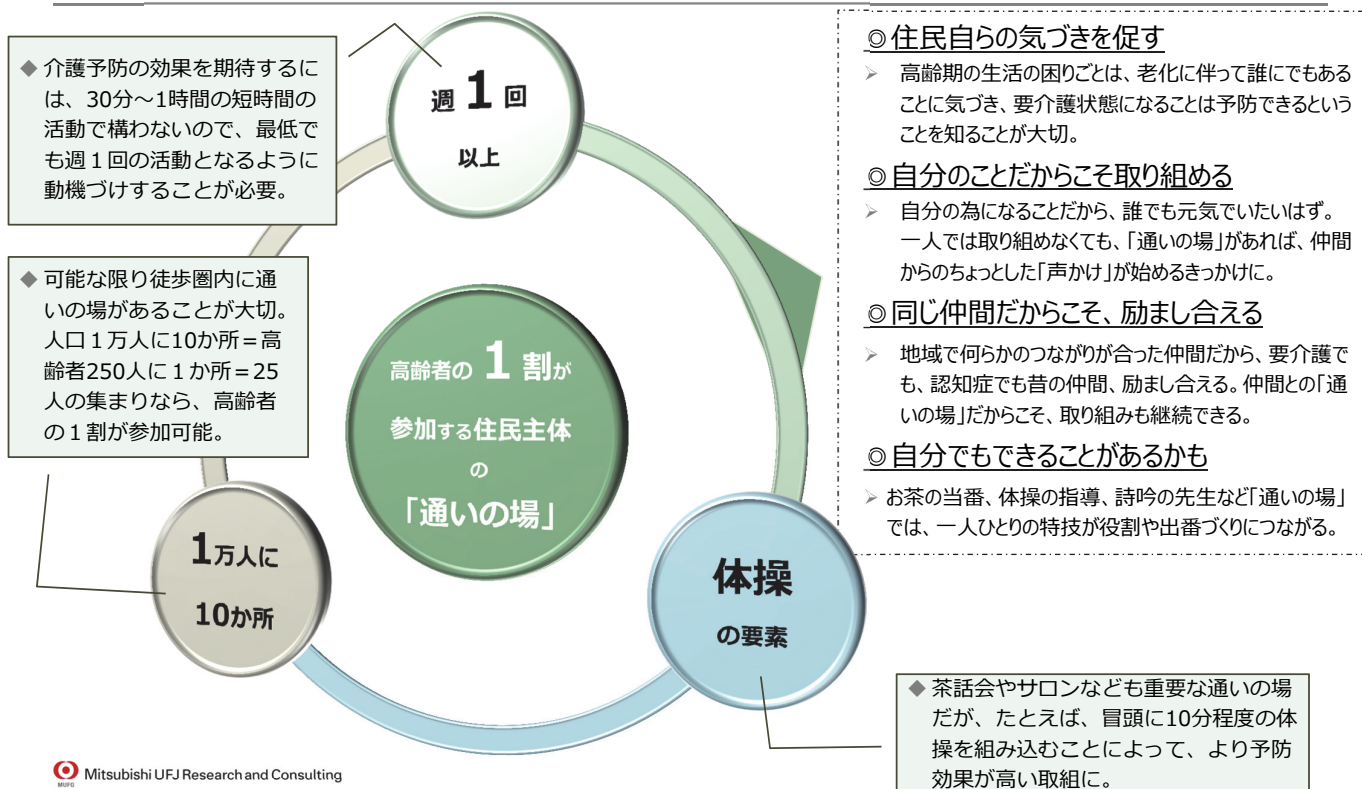 ◆ 介護予防の効果を期待するに
は、30分～1時間の短時間の
活動で構わないので、最低で
も週１回の活動となるように
動機づけすることが必要。
◆ 可能な限り徒歩圏内に通
いの場があることが大切。
人口１万人に10か所＝高
齢者250人に１か所＝25
人の集まりなら、高齢者
の１割が参加可能。
週 1 回
以上
高齢者の 1 割が
参加する住民主体
の
「通いの場」
1万人に
10か所
体操
の要素
◎住民自らの気づきを促す
➢ 高齢期の生活の困りごとは、老化に伴って誰にでもある
ことに気づき、要介護状態になることは予防できるという
ことを知ることが大切。
◎自分のことだからこそ取り組める
➢ 自分の為になることだから、誰でも元気でいたいはず。
一人では取り組めなくても、「通いの場」があれば、仲間
からのちょっとした「声かけ」が始めるきっかけに。
◎同じ仲間だからこそ、励まし合える
➢ 地域で何らかのつながりが合った仲間だから、要介護で
も、認知症でも昔の仲間、励まし合える。仲間との「通
いの場」だからこそ、取り組みも継続できる。
◎自分でもできることがあるかも
➢ お茶の当番、体操の指導、詩吟の先生など「通いの場」
では、一人ひとりの特技が役割や出番づくりにつながる。
◆ 茶話会やサロンなども重要な通いの場
だが、たとえば、冒頭に10分程度の体
操を組み込むことによって、より予防
効果が高い取組に。
MUFG
Mitsubishi UFJ Research and Consulting